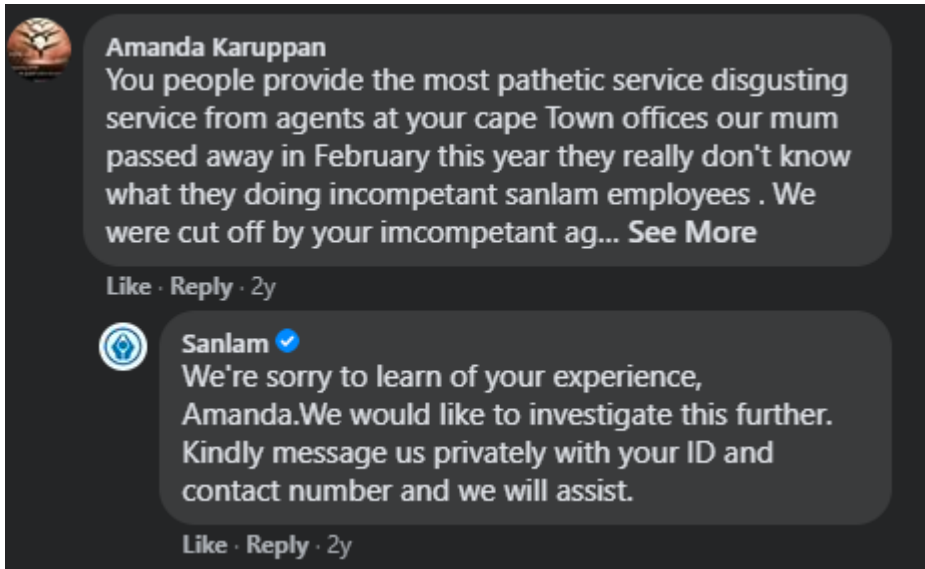 Amanda Karuppan
You people provide the most pathetic service disgusting
service from agents at your cape Town offices our mum
passed away in February this year they really don't know
what they doing incompetant sanlam employees . We
were cut off by your imcompetant ag... See More
Like · Reply · 2y
Sanlam
We're sorry to learn of your experience,
Amanda.We would like to investigate this further.
Kindly message us privately with your ID and
contact number and we will assist.
Like · Reply · 2y